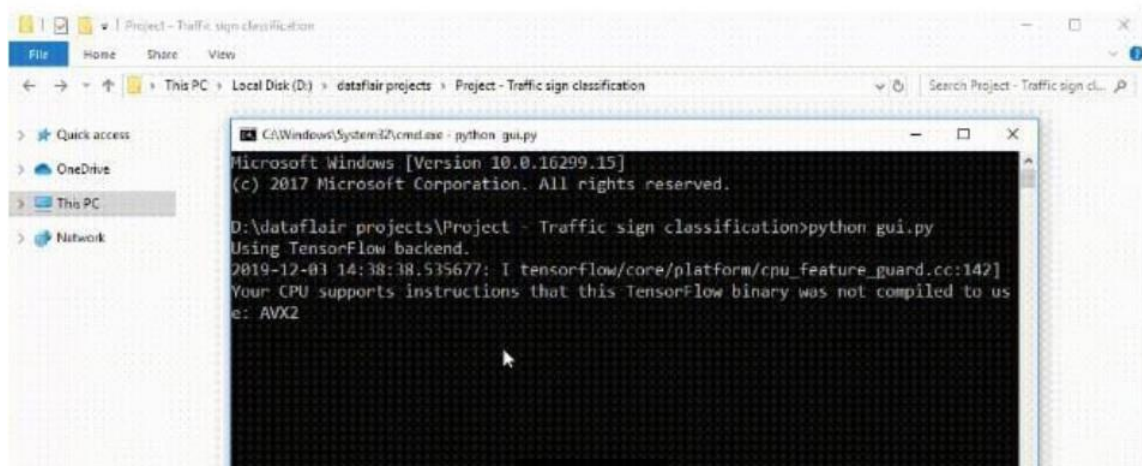 Project - Traffic sign classification
File Home Share View
This PC Local Disk (D:) dataflair projects Project - Traffic sign classification
Search Project - Traffic sign cl...
Quick access
OneDrive
This PC
Network
C:\Windows\System32\cmd.exe - python gui.py
Microsoft Windows [Version 10.0.16299.15]
(c) 2017 Microsoft Corporation. All rights reserved.
D:\dataflair projects\Project - Traffic sign classification>python gui.py
Using TensorFlow backend.
2019-12-03 14:38:38.535677: I tensorflow/core/platform/cpu_feature_guard.cc:142]
Your CPU supports instructions that this TensorFlow binary was not compiled to us
e: AVX2